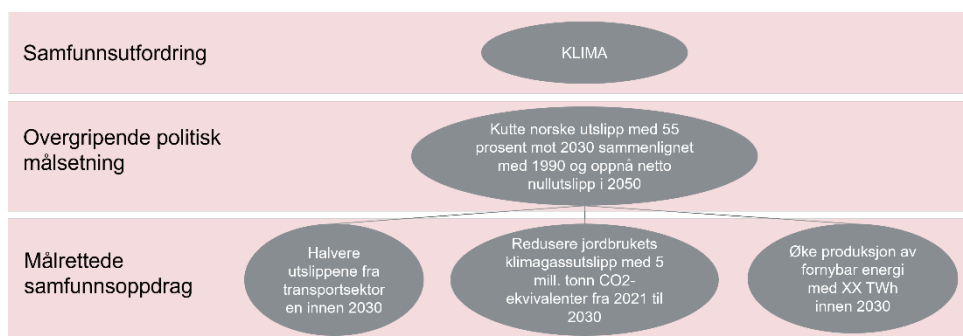 Samfunnsutfordring
KLIMA
Overgripende politisk
målsetning
Kutte norske utslipp med 55
prosent mot 2030 sammenlignet
med 1990 og oppnå netto
nullutslipp i 2050
Målrettede
samfunnsoppdrag
Halvere
utslippene fra
transportsektor
en innen 2030
Redusere jordbrukets
klimagassutslipp med 5
mill. tonn CO2-
ekvivalenter fra 2021 til
2030
Øke produksjon av
fornybar energi
med XX TWh
innen 2030